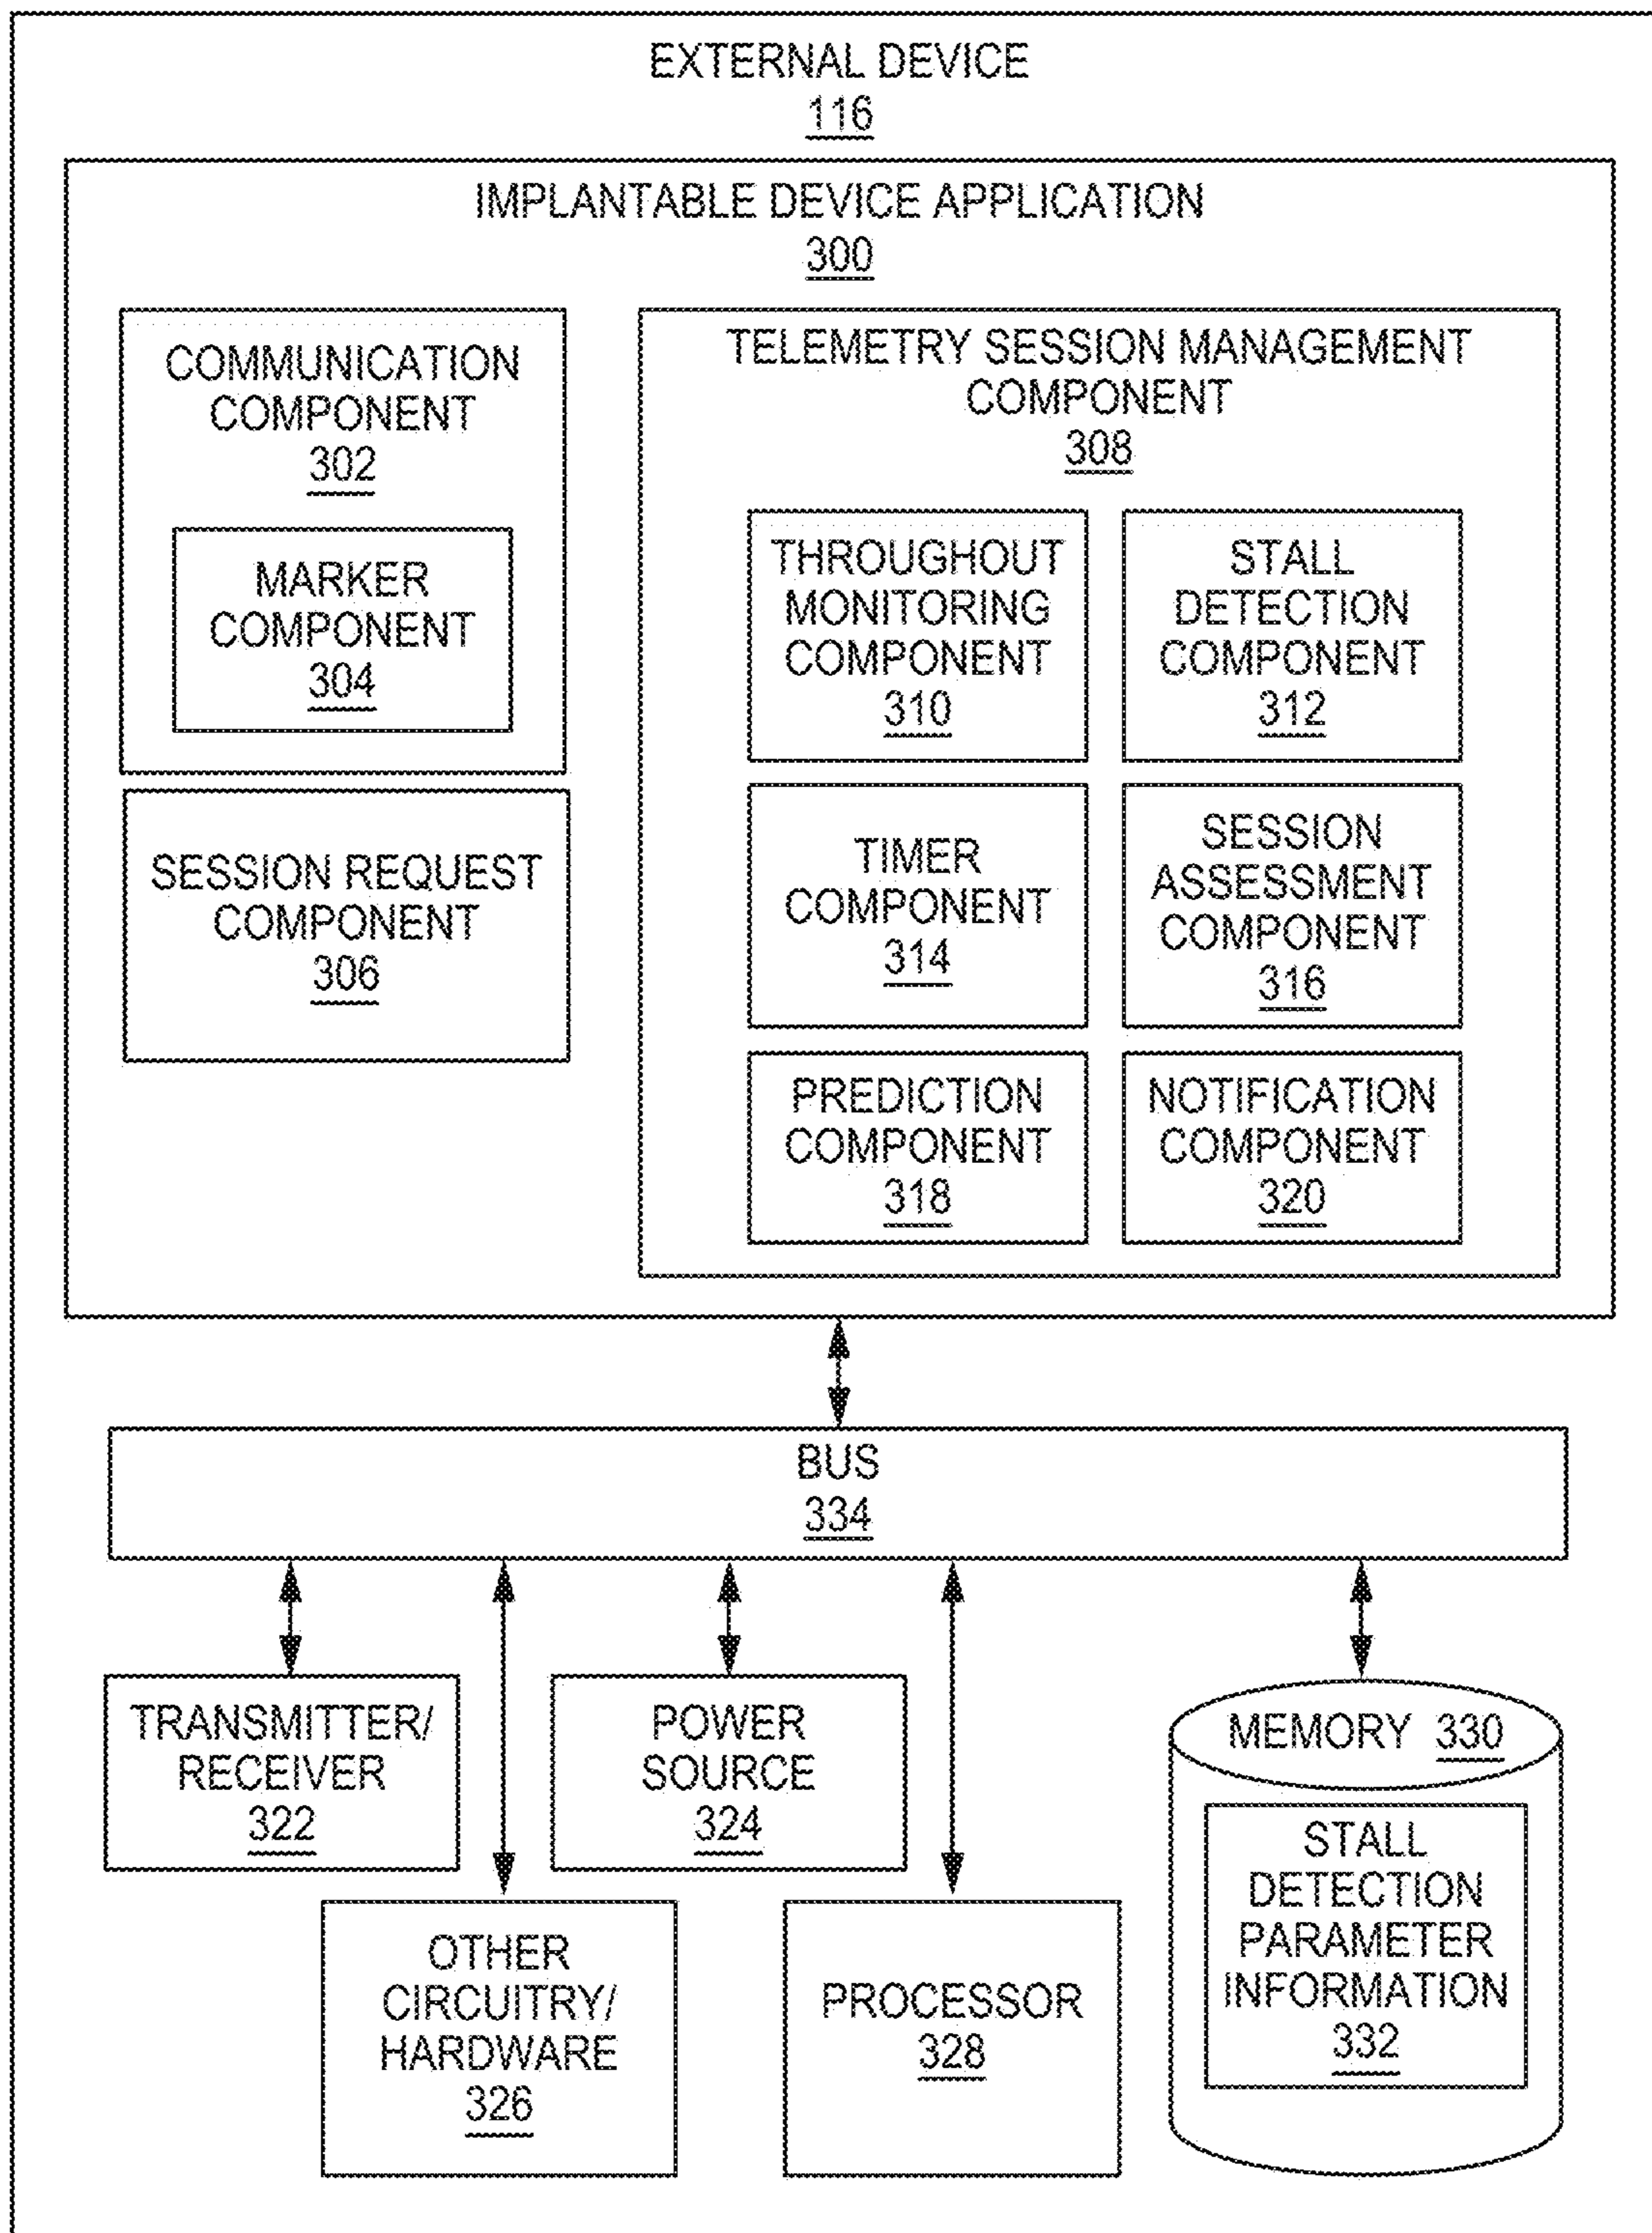 EXTERNAL DEVICE
116
IMPLANTABLE DEVICE APPLICATION
300
COMMUNICATION
COMPONENT
302
MARKER
COMPONENT
304
SESSION REQUEST
COMPONENT
306
TELEMETRY SESSION MANAGEMENT
COMPONENT
308
THROUGHOUT
MONITORING
COMPONENT
310
STALL
DETECTION
COMPONENT
312
TIMER
COMPONENT
314
SESSION
ASSESSMENT
COMPONENT
316
PREDICTION
COMPONENT
318
NOTIFICATION
COMPONENT
320
BUS
334
TRANSMITTER/
RECEIVER
322
POWER
SOURCE
324
MEMORY 330
STALL
DETECTION
PARAMETER
INFORMATION
332
OTHER
CIRCUITRY/
HARDWARE
326
PROCESSOR
328